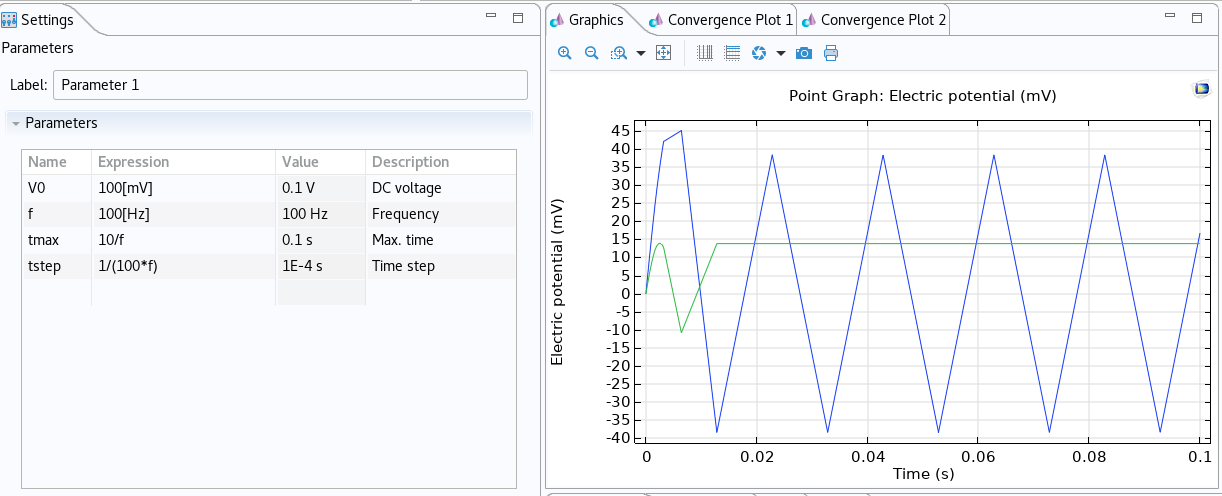 Settings
Parameters
Label: Parameter 1
Parameters
Name Expression Value Description
V0 100[mV] 0.1 V DC voltage
f 100[Hz] 100 Hz Frequency
tmax 10/f 0.1 s Max. time
tstep 1/(100*f) 1E-4 s Time step
Graphics Convergence Plot 1 Convergence Plot 2
Point Graph: Electric potential (mV)
Electric potential (mV)
45
40
35
30
25
20
15
10
5
0
-5
-10
-15
-20
-25
-30
-35
-40
0 0.02 0.04 0.06 0.08 0.1
Time (s)